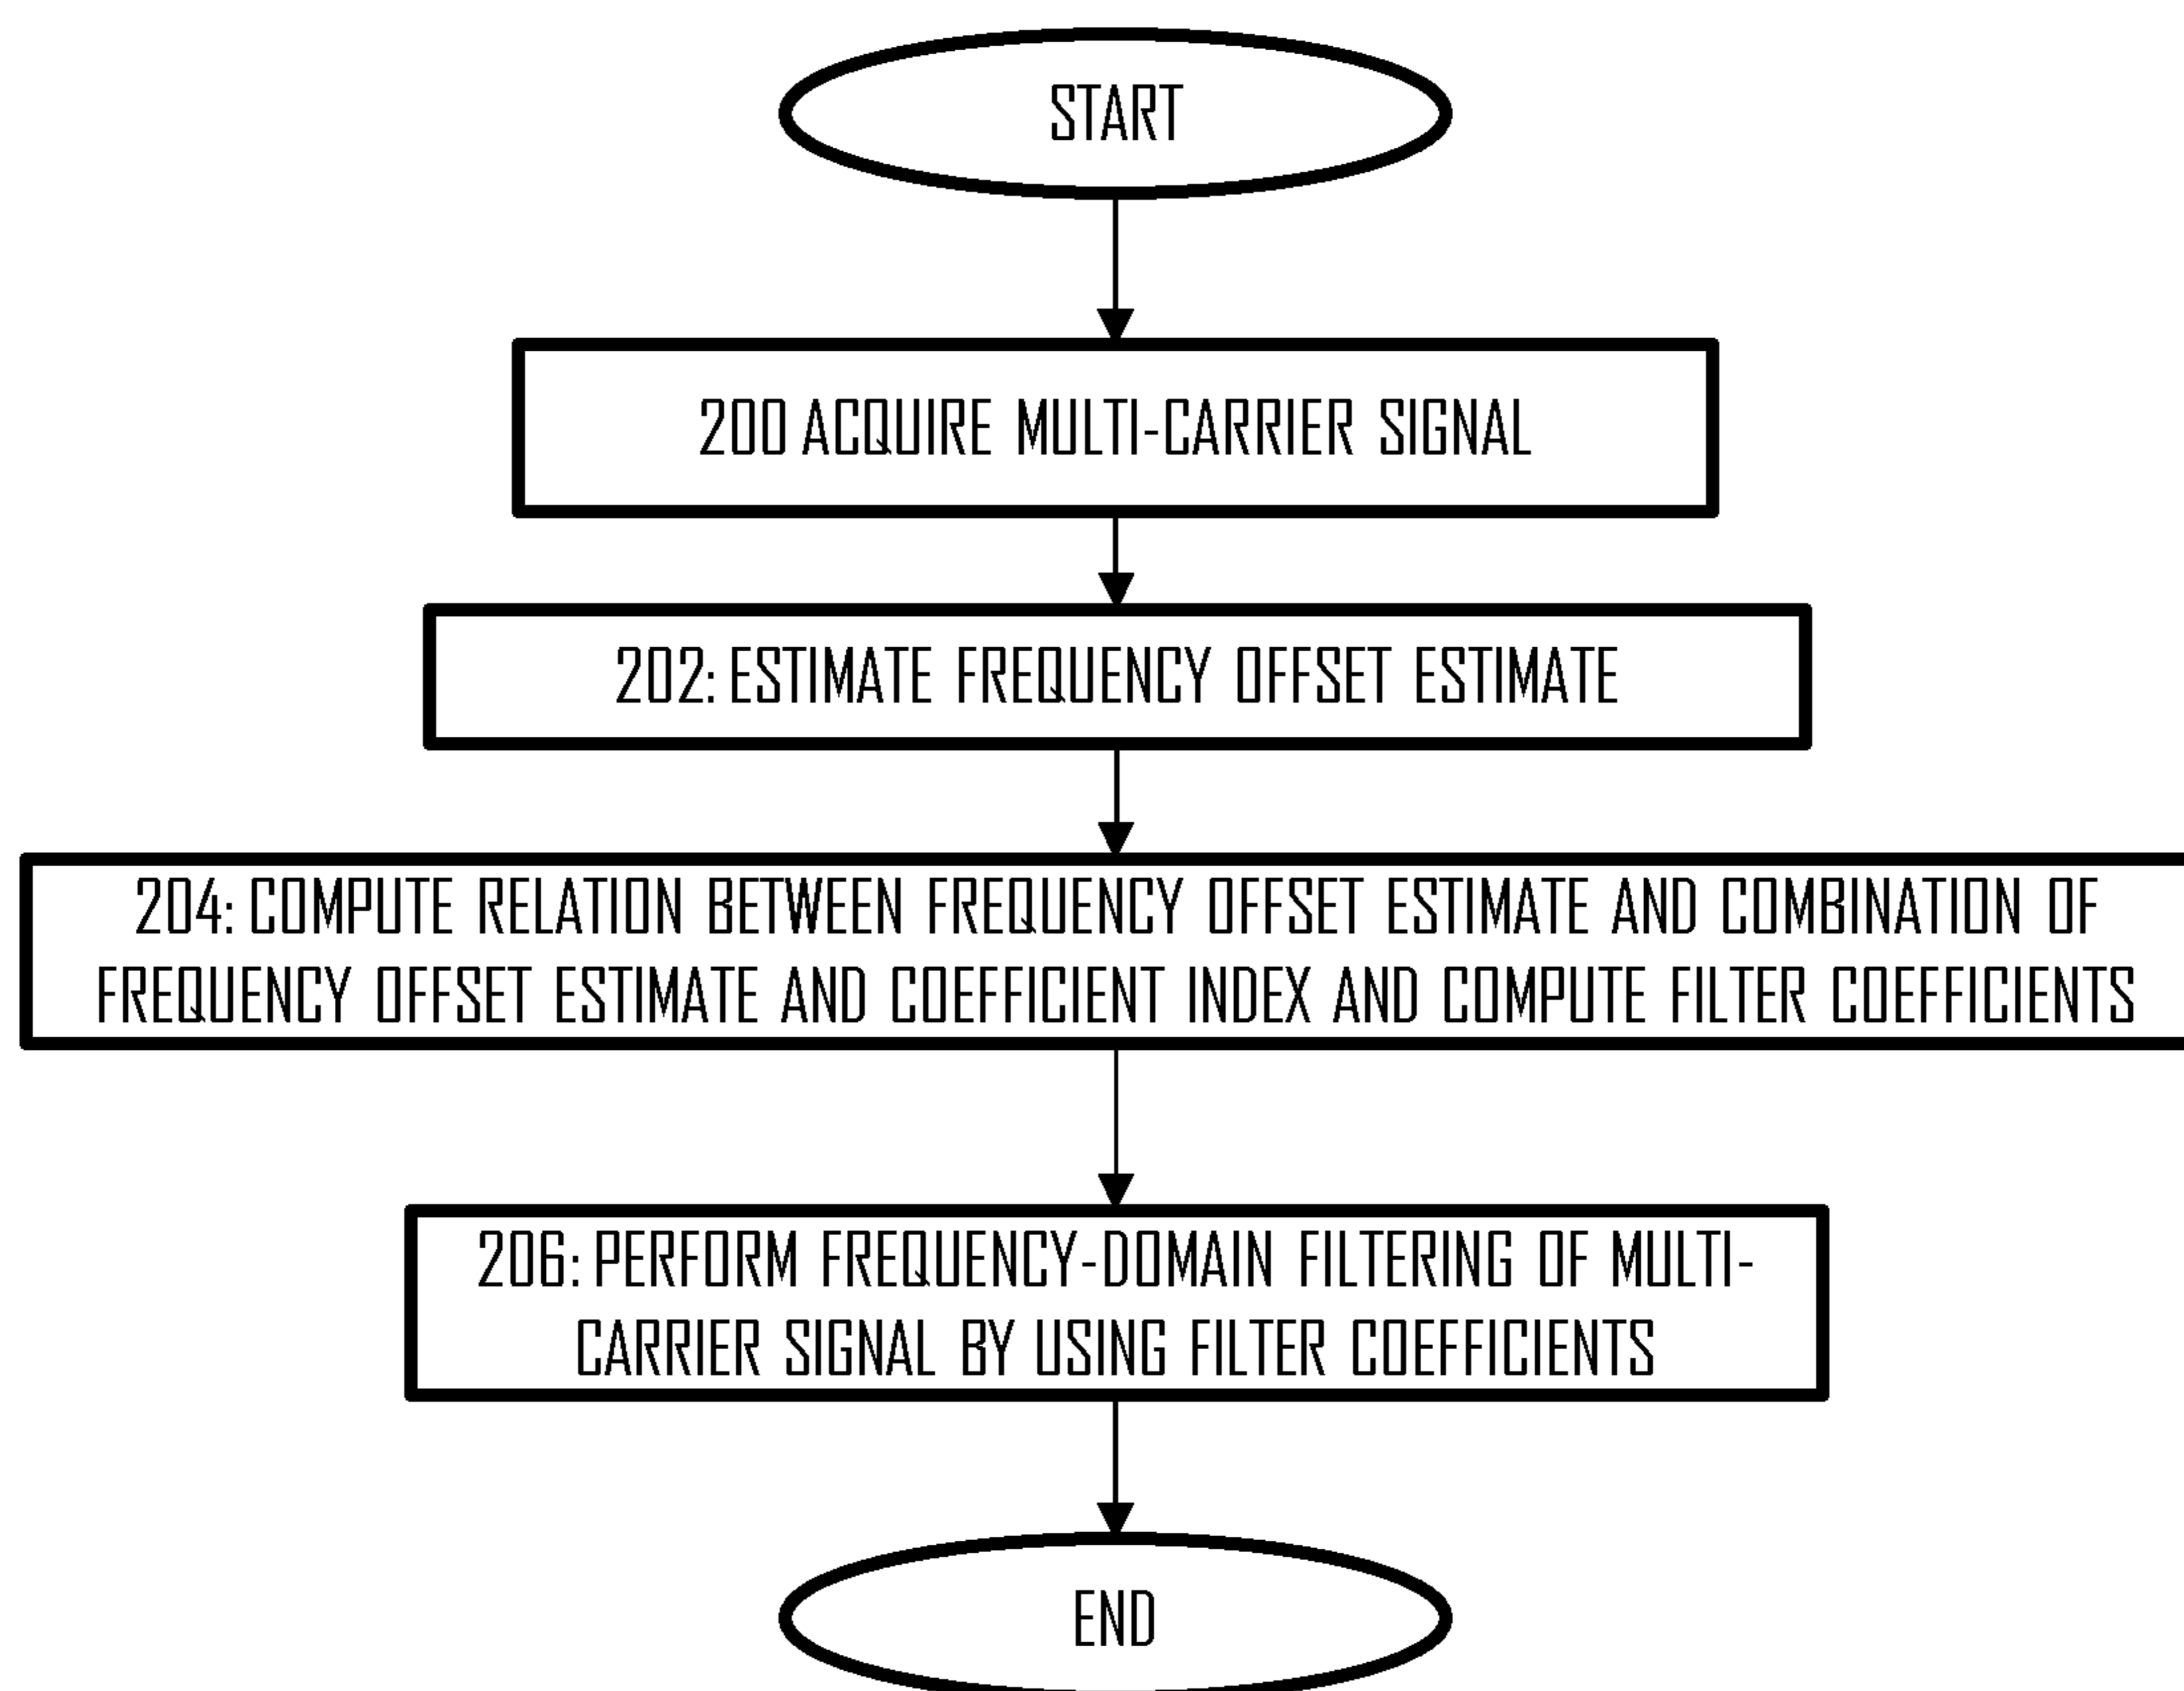 START
200 ACQUIRE MULTI-CARRIER SIGNAL
202: ESTIMATE FREQUENCY OFFSET ESTIMATE
204: COMPUTE RELATION BETWEEN FREQUENCY OFFSET ESTIMATE AND COMBINATION OF
FREQUENCY OFFSET ESTIMATE AND COEFFICIENT INDEX AND COMPUTE FILTER COEFFICIENTS
206: PERFORM FREQUENCY-DOMAIN FILTERING OF MULTI-
CARRIER SIGNAL BY USING FILTER COEFFICIENTS
END